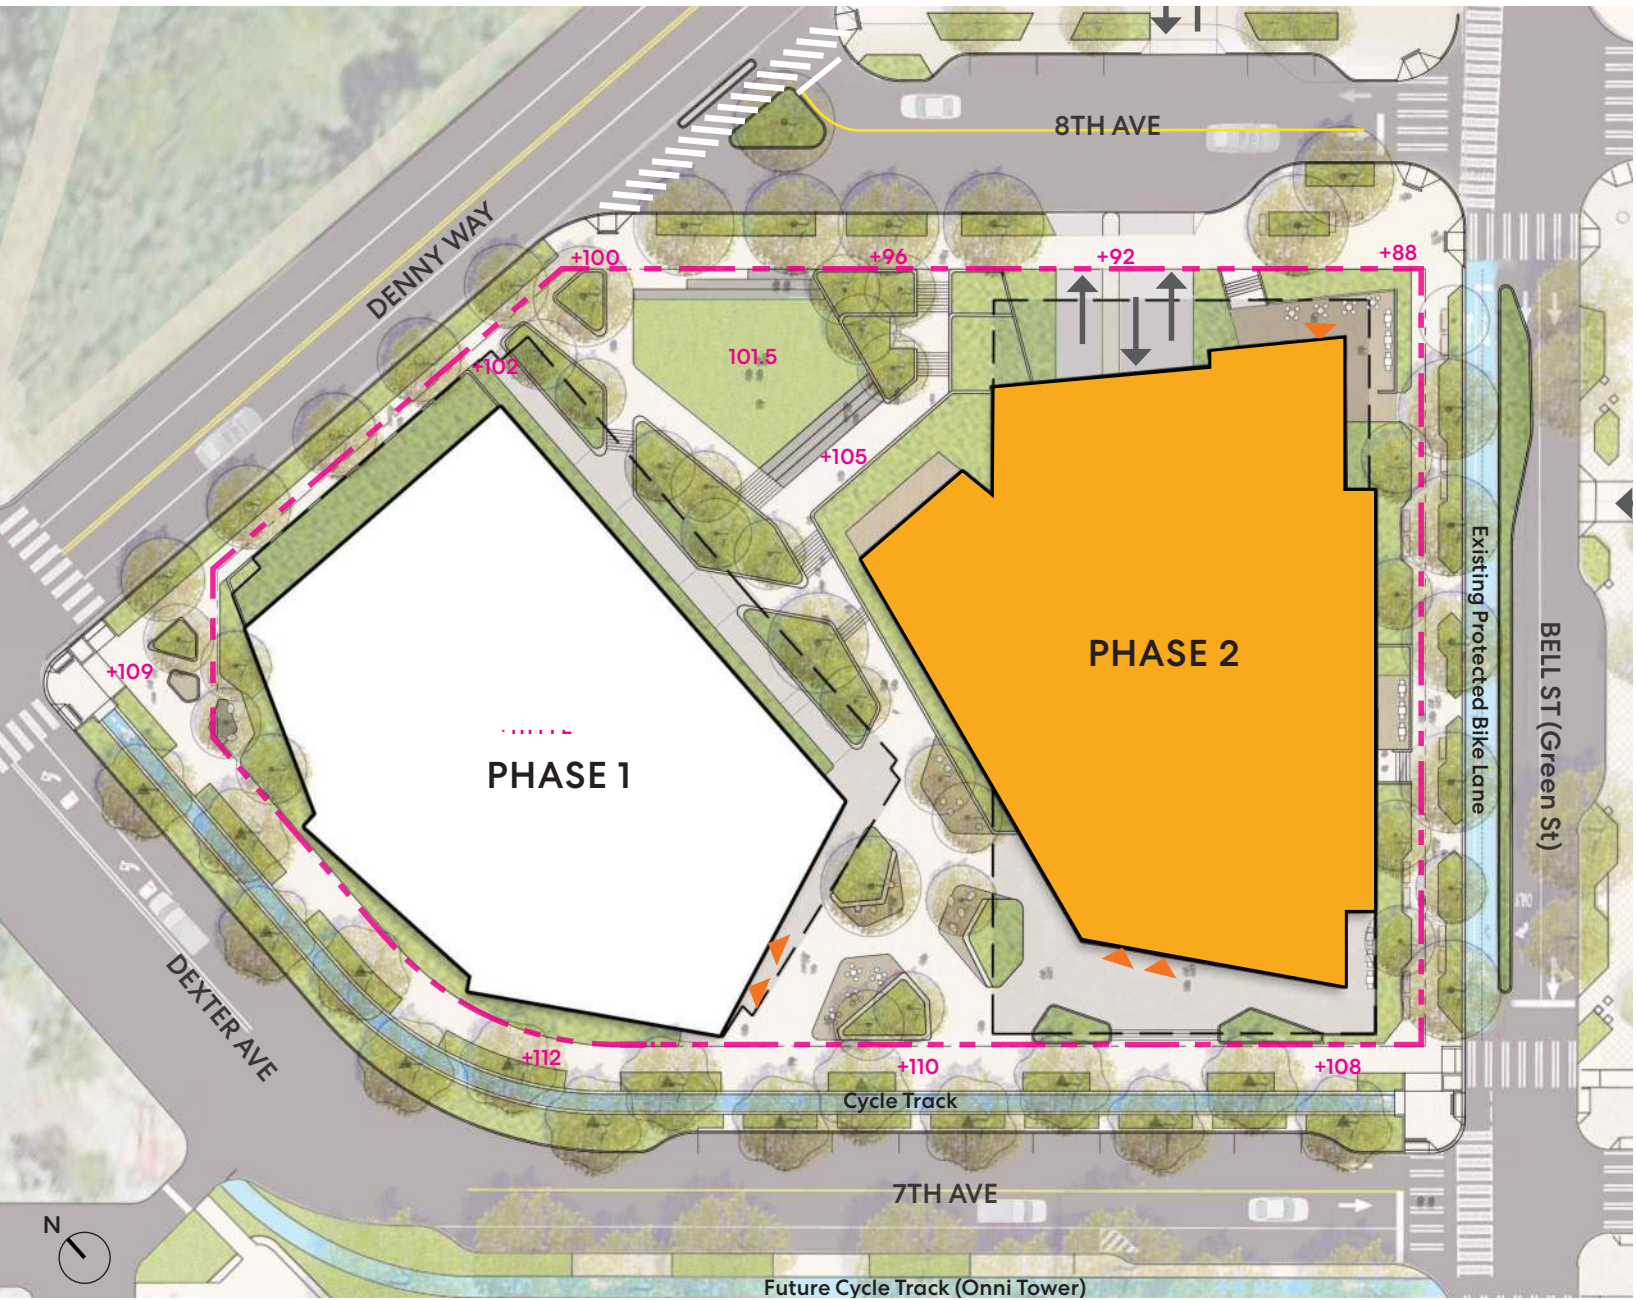 8TH AVE
DENNY WAY
+100
+96
+92
+88
+102
101.5
+105
Existing Protected Bike Lane
BELL ST (Green St)
PHASE 2
+109
PHASE 1
DEXTER AVE
+112
+110
+108
Cycle Track
7TH AVE
N
Future Cycle Track (Onni Tower)